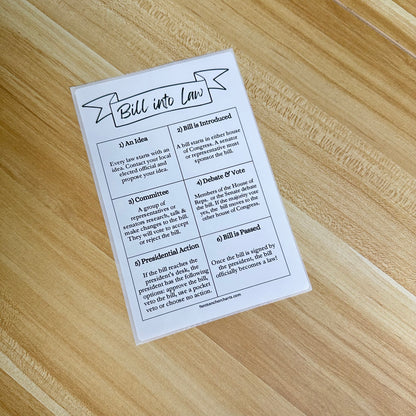 Bill into Law
1) An Idea
Every law starts with an
idea. Contact your local
elected official and
propose your idea.
2) Bill is Introduced
A bill starts in either house
of Congress. A senator
or representative must
sponsor the bill.
3) Committee
A group of
representatives or
senators research, talk &
make changes to the bill.
They will vote to accept
or reject the bill.
4) Debate & Vote
Members of the House of
Reps. or the Senate debate
the bill. If the majority vote
yes, the bill moves to the
other house of Congress.
5) Presidential Action
If the bill reaches the
president's desk, the
president has the following
options: approve the bill,
veto the bill, use a pocket
veto or choose no action.
6) Bill is Passed
Once the bill is signed by
the president, the bill
officially becomes a law!